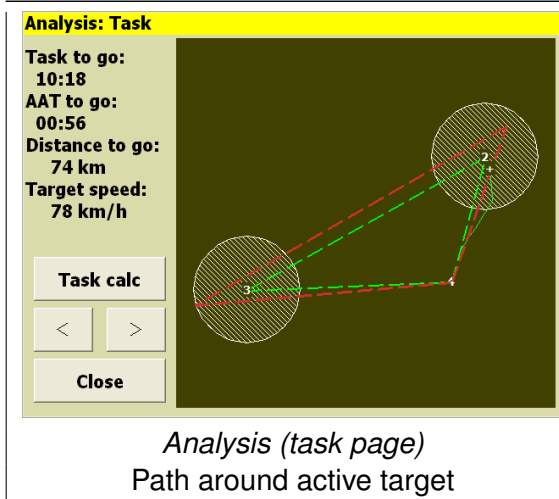 Analysis: Task
Task to go:
10:18
AAT to go:
00:56
Distance to go:
74 km
Target speed:
78 km/h
Task calc
<
>
Close
2
3
Analysis (task page)
Path around active target